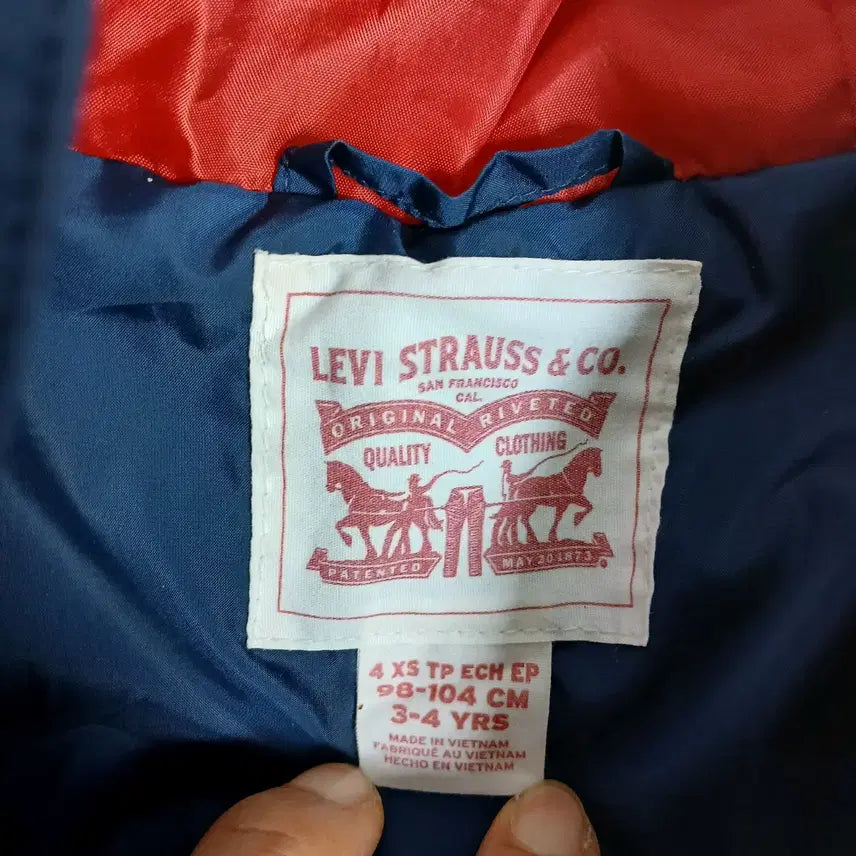 LEVI STRAUSS & CO.
SAN FRANCISCO
CAL.
ORIGINAL RIVETED
QUALITY CLOTHING
PATENTED MAY 20 1873
4 XS TP ECH EP
98-104 CM
3-4 YRS
MADE IN VIETNAM
FABRIQUÉ AU VIETNAM
HECHO EN VIETNAM